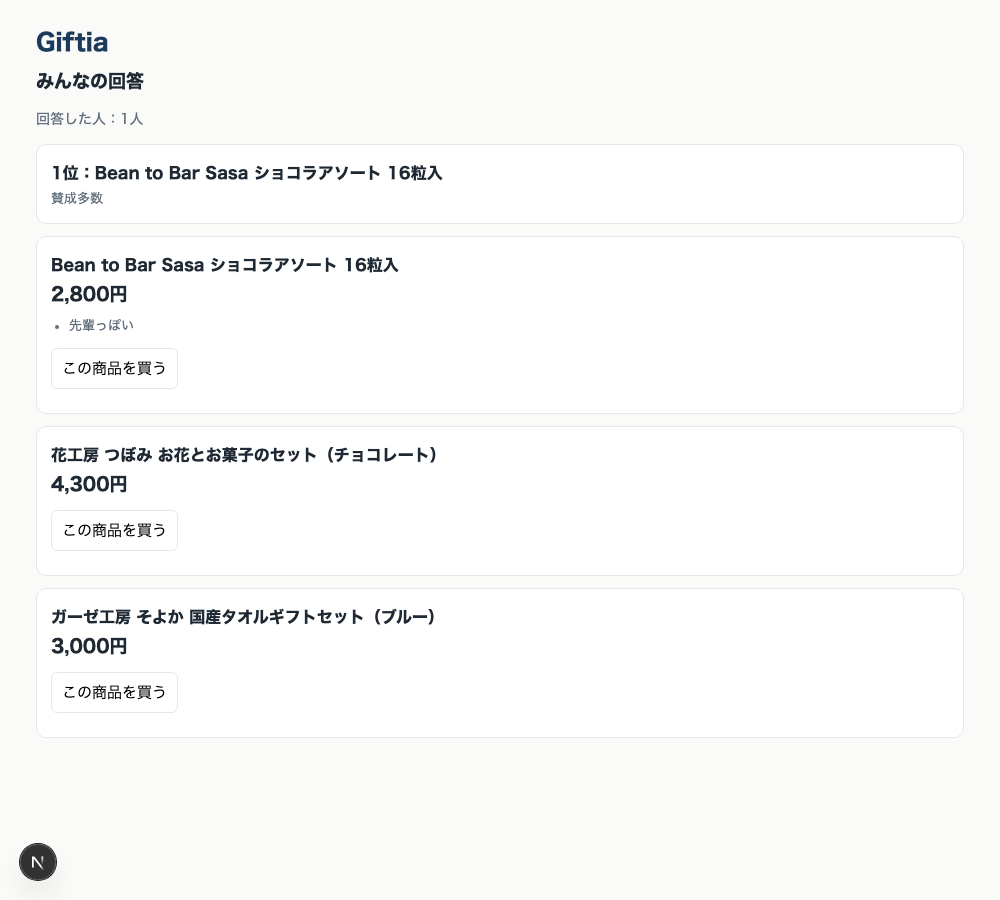 Giftia
みんなの回答
回答した人：1人
1位：Bean to Bar Sasa ショコラアソート 16粒入
賛成多数
Bean to Bar Sasa ショコラアソート 16粒入
2,800円
• 先輩っぽい
この商品を買う
花工房 つぼみ お花とお菓子のセット（チョコレート）
4,300円
この商品を買う
ガーゼ工房 そよか 国産タオルギフトセット（ブルー）
3,000円
この商品を買う
N